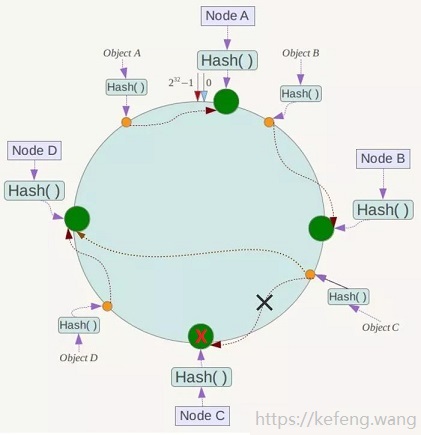 Node A
Object A
Hash( )
Object B
Hash( )
2^32−1
0
Hash( )
Node D
Node B
Hash( )
Hash( )
Hash( )
Object C
Hash( )
Object D
X
Hash( )
Node C
https://kefeng.wang